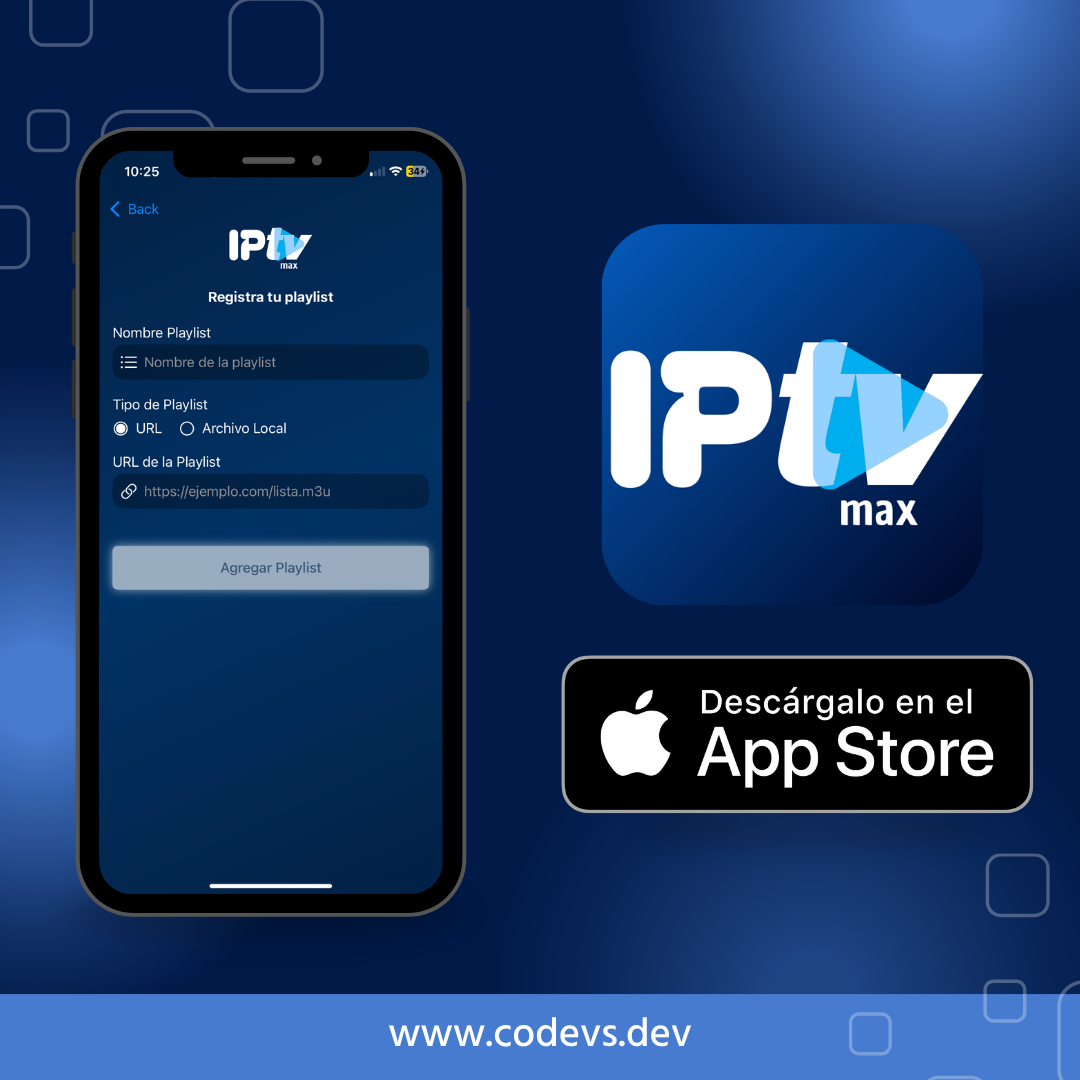 10:25
34
Back
IPtv
max
Registra tu playlist
Nombre Playlist
Nombre de la playlist
Tipo de Playlist
URL Archivo Local
URL de la Playlist
https://ejemplo.com/lista.m3u
Agregar Playlist
IPtv
max
Descárgalo en el
App Store
www.codevs.dev